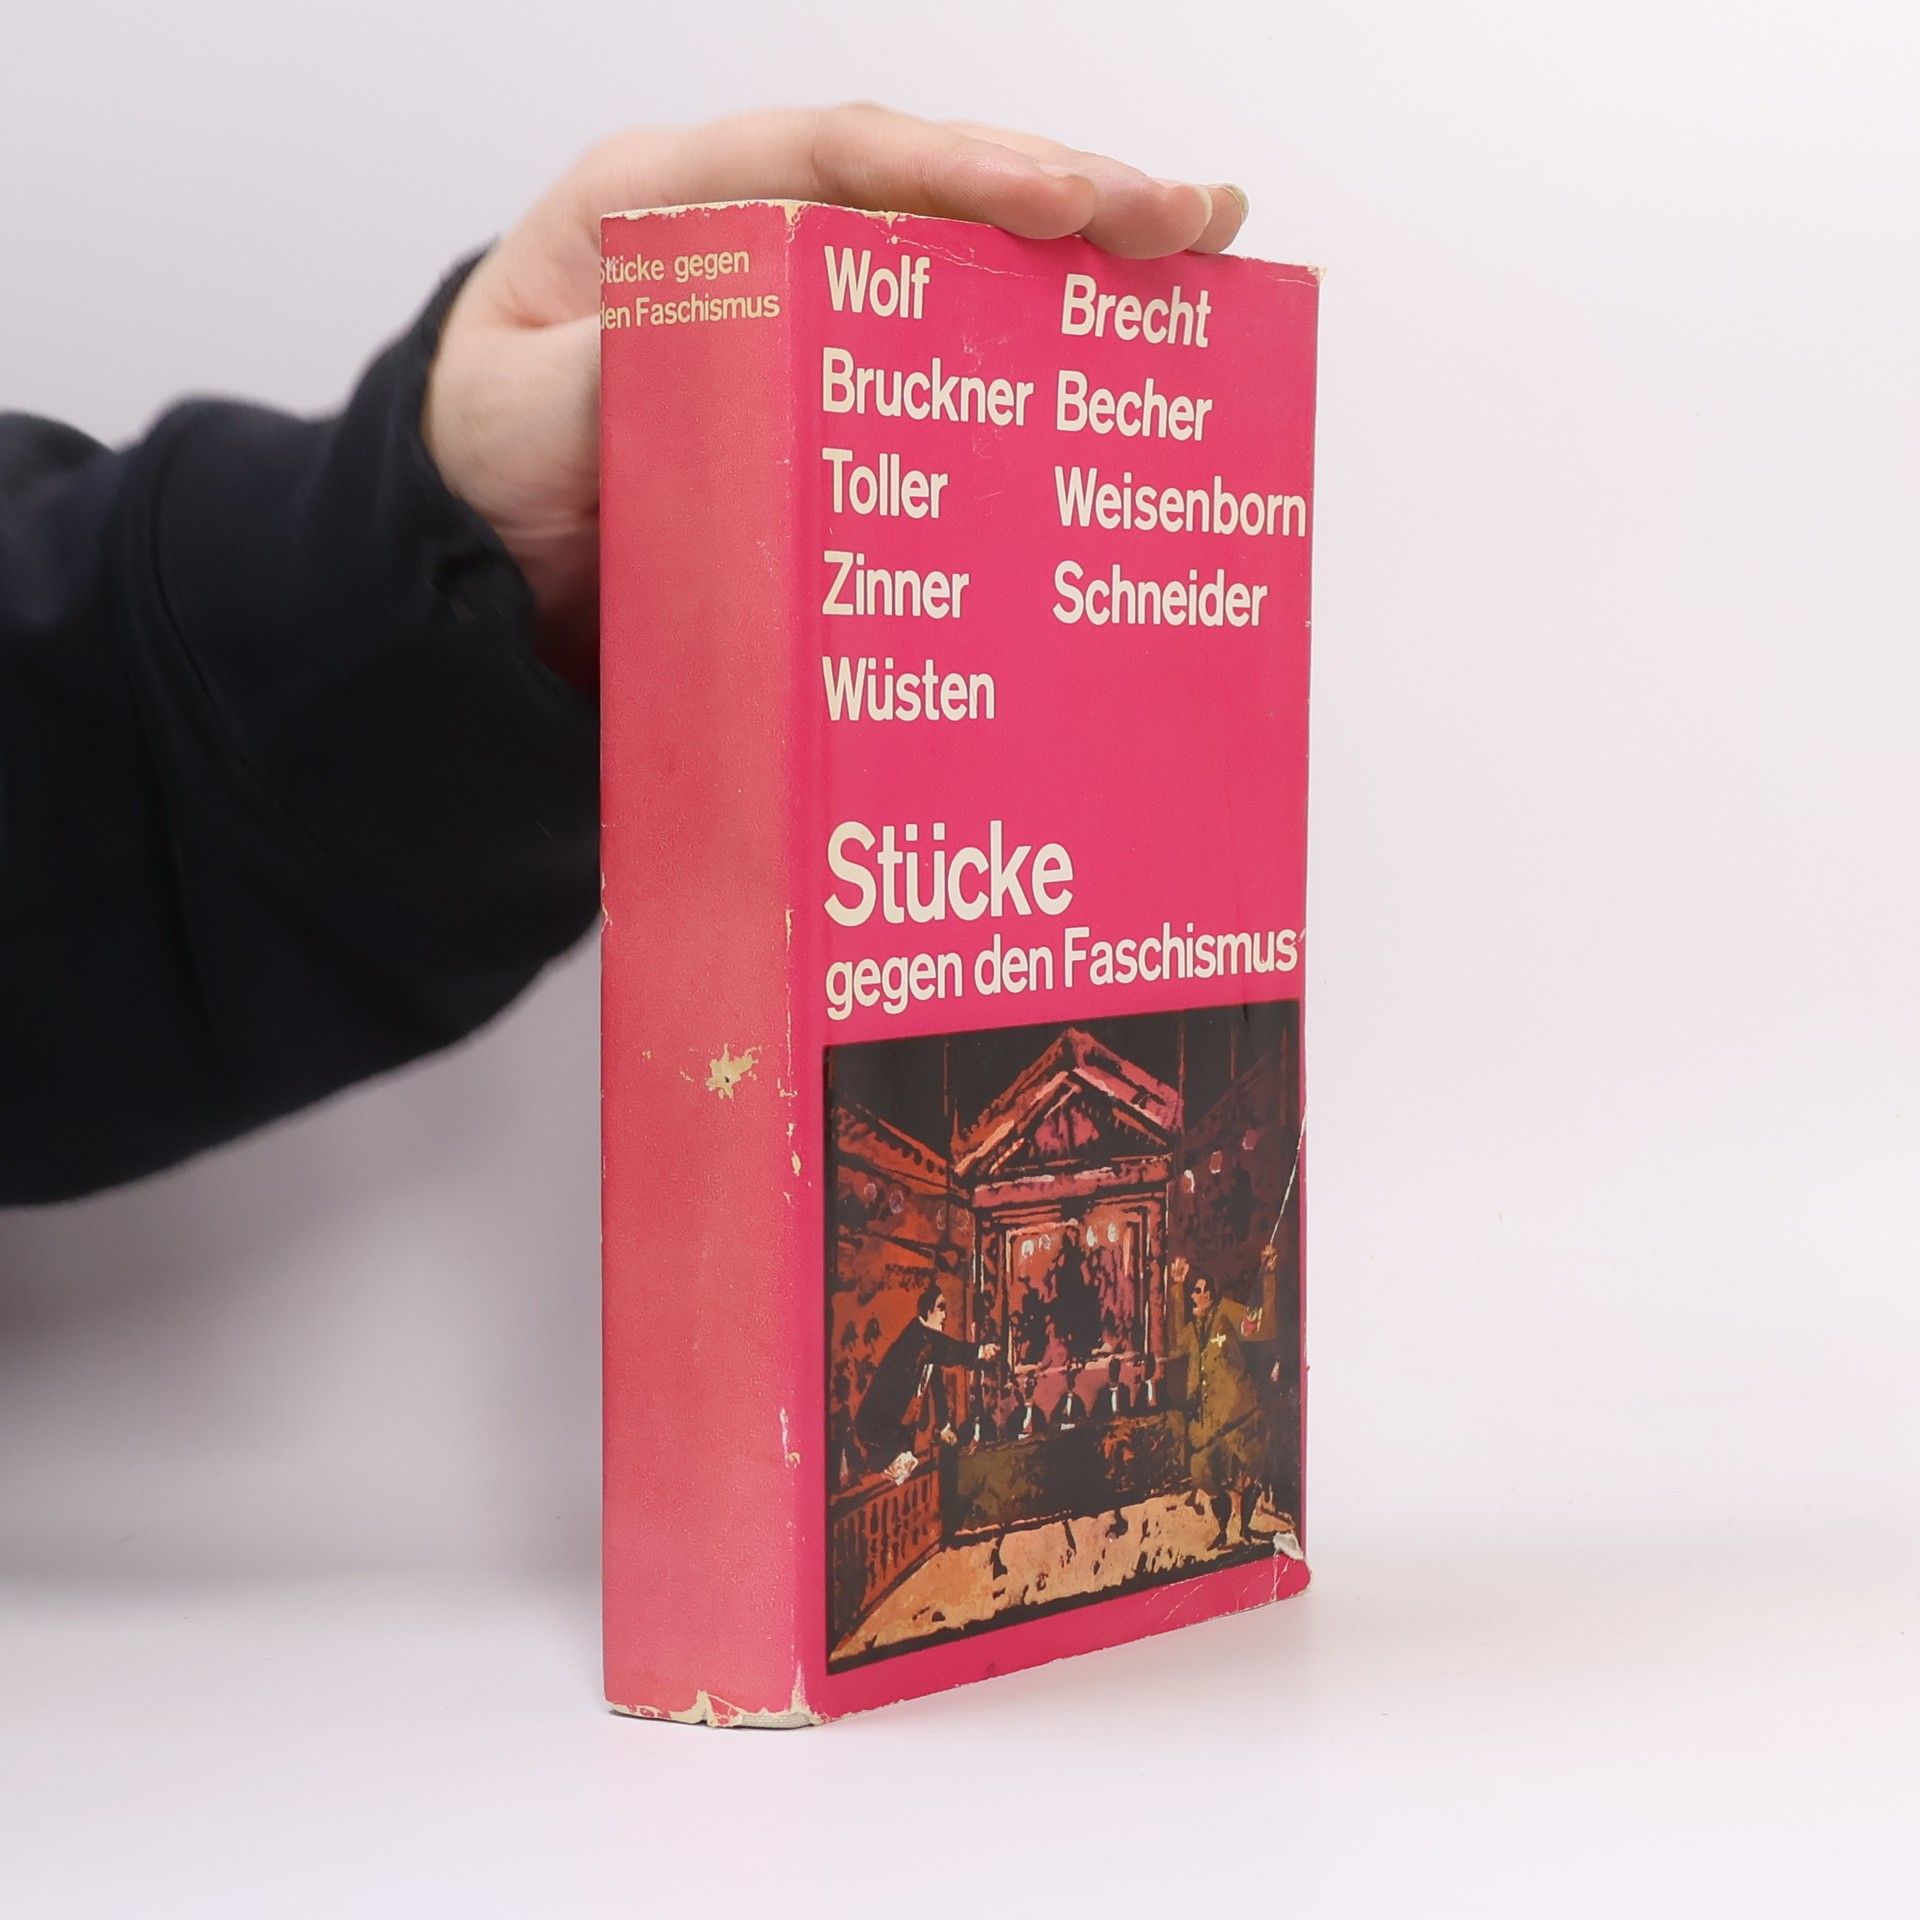 Stücke gegen
den Faschismus
Wolf
Bruckner
Toller
Zinner
Wüsten
Brecht
Becher
Weisenborn
Schneider
Stücke
gegen den Faschismus